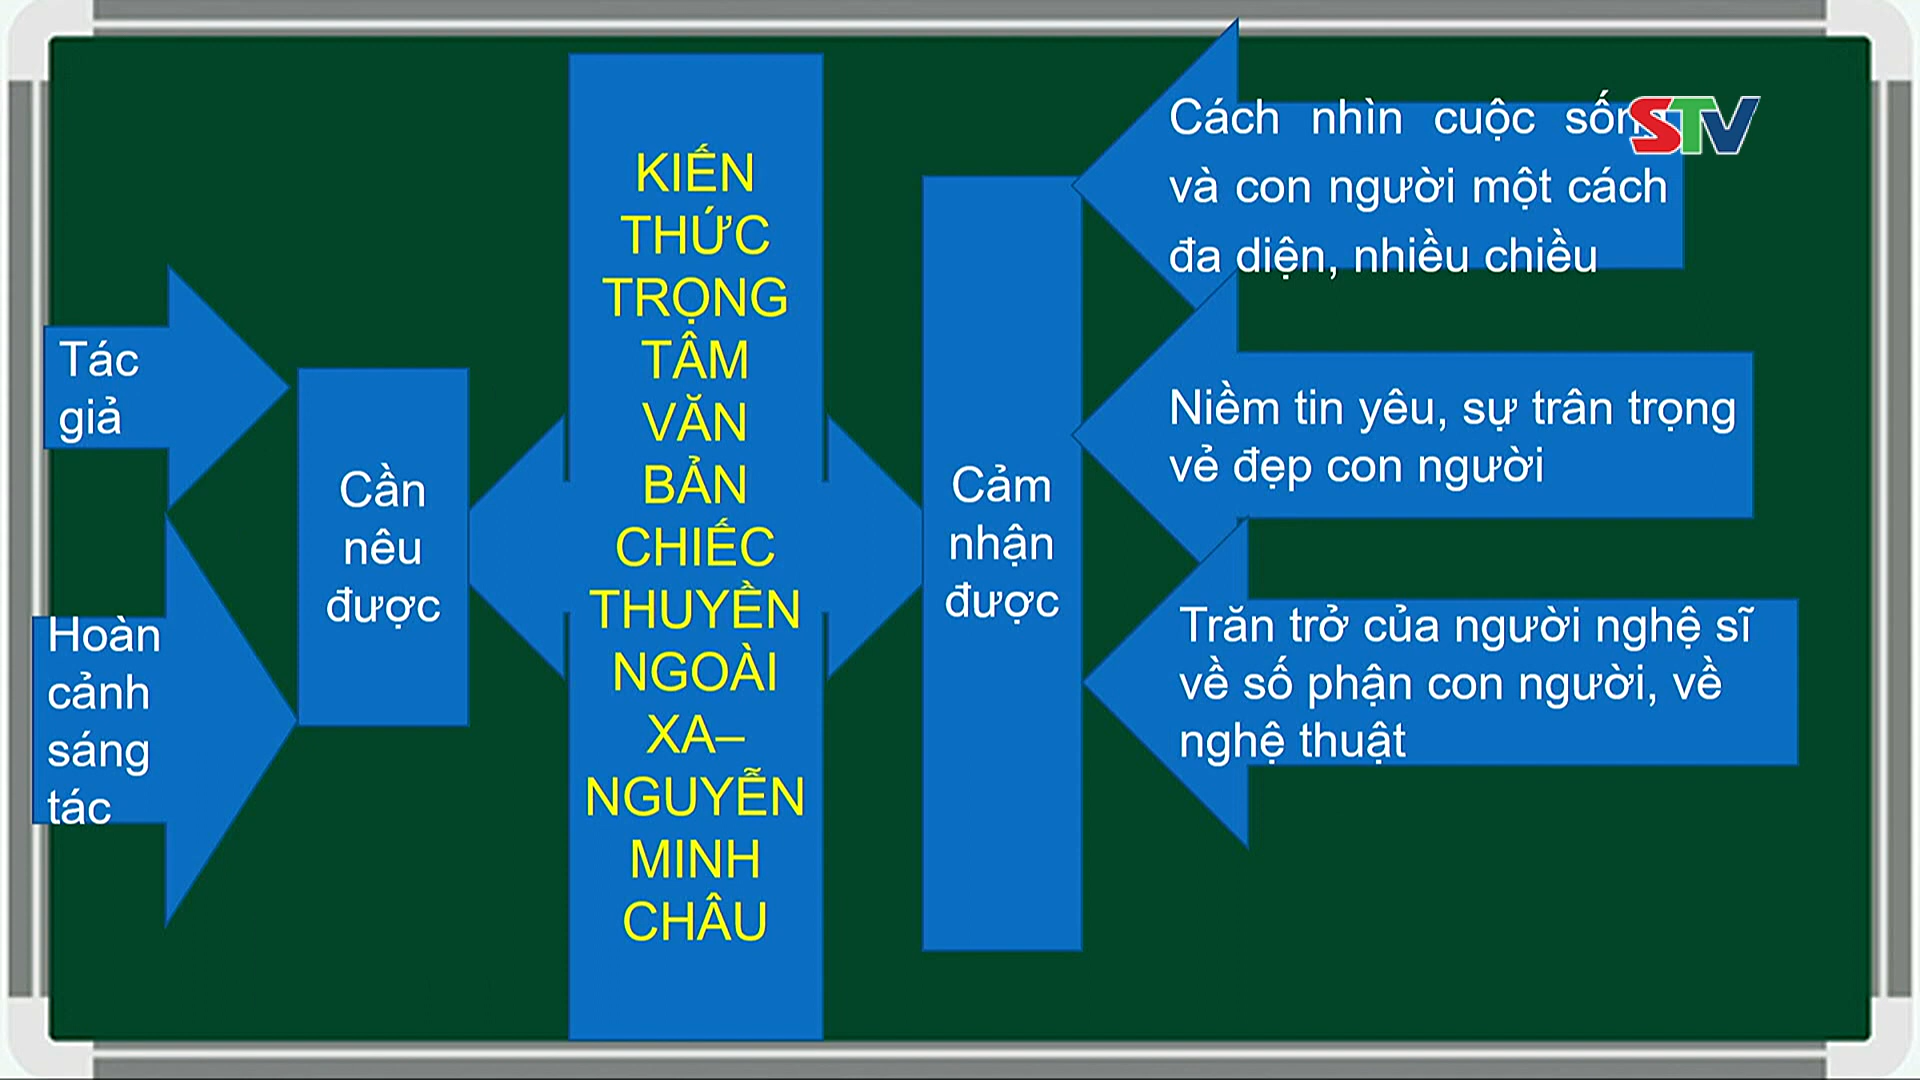 Tác
giả
Hoàn
cảnh
sáng
tác
Cần
nêu
được
KIẾN
THỨC
TRỌNG
TÂM
VĂN
BẢN
CHIẾC
THUYỀN
NGOÀI
XA–
NGUYỄN
MINH
CHÂU
Cảm
nhận
được
Cách nhìn cuộc sống
và con người một cách
đa diện, nhiều chiều
Niềm tin yêu, sự trân trọng
vẻ đẹp con người
Trăn trở của người nghệ sĩ
về số phận con người, về
nghệ thuật
STV